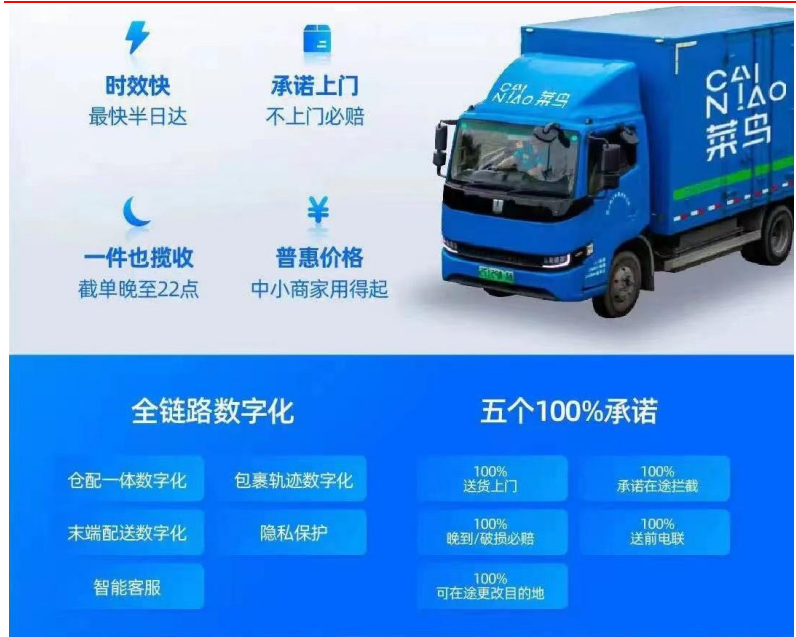 时效快
最快半日达
承诺上门
不上门必赔
一件也揽收
截单晚至22点
普惠价格
中小商家用得起
CAI
NIAO 菜鸟
CAI
NIAO
菜鸟
全链路数字化
仓配一体数字化
包裹轨迹数字化
末端配送数字化
隐私保护
智能客服
五个100%承诺
100%
送货上门
100%
承诺在途拦截
100%
晚到/破损必赔
100%
送前电联
100%
可在途更改目的地